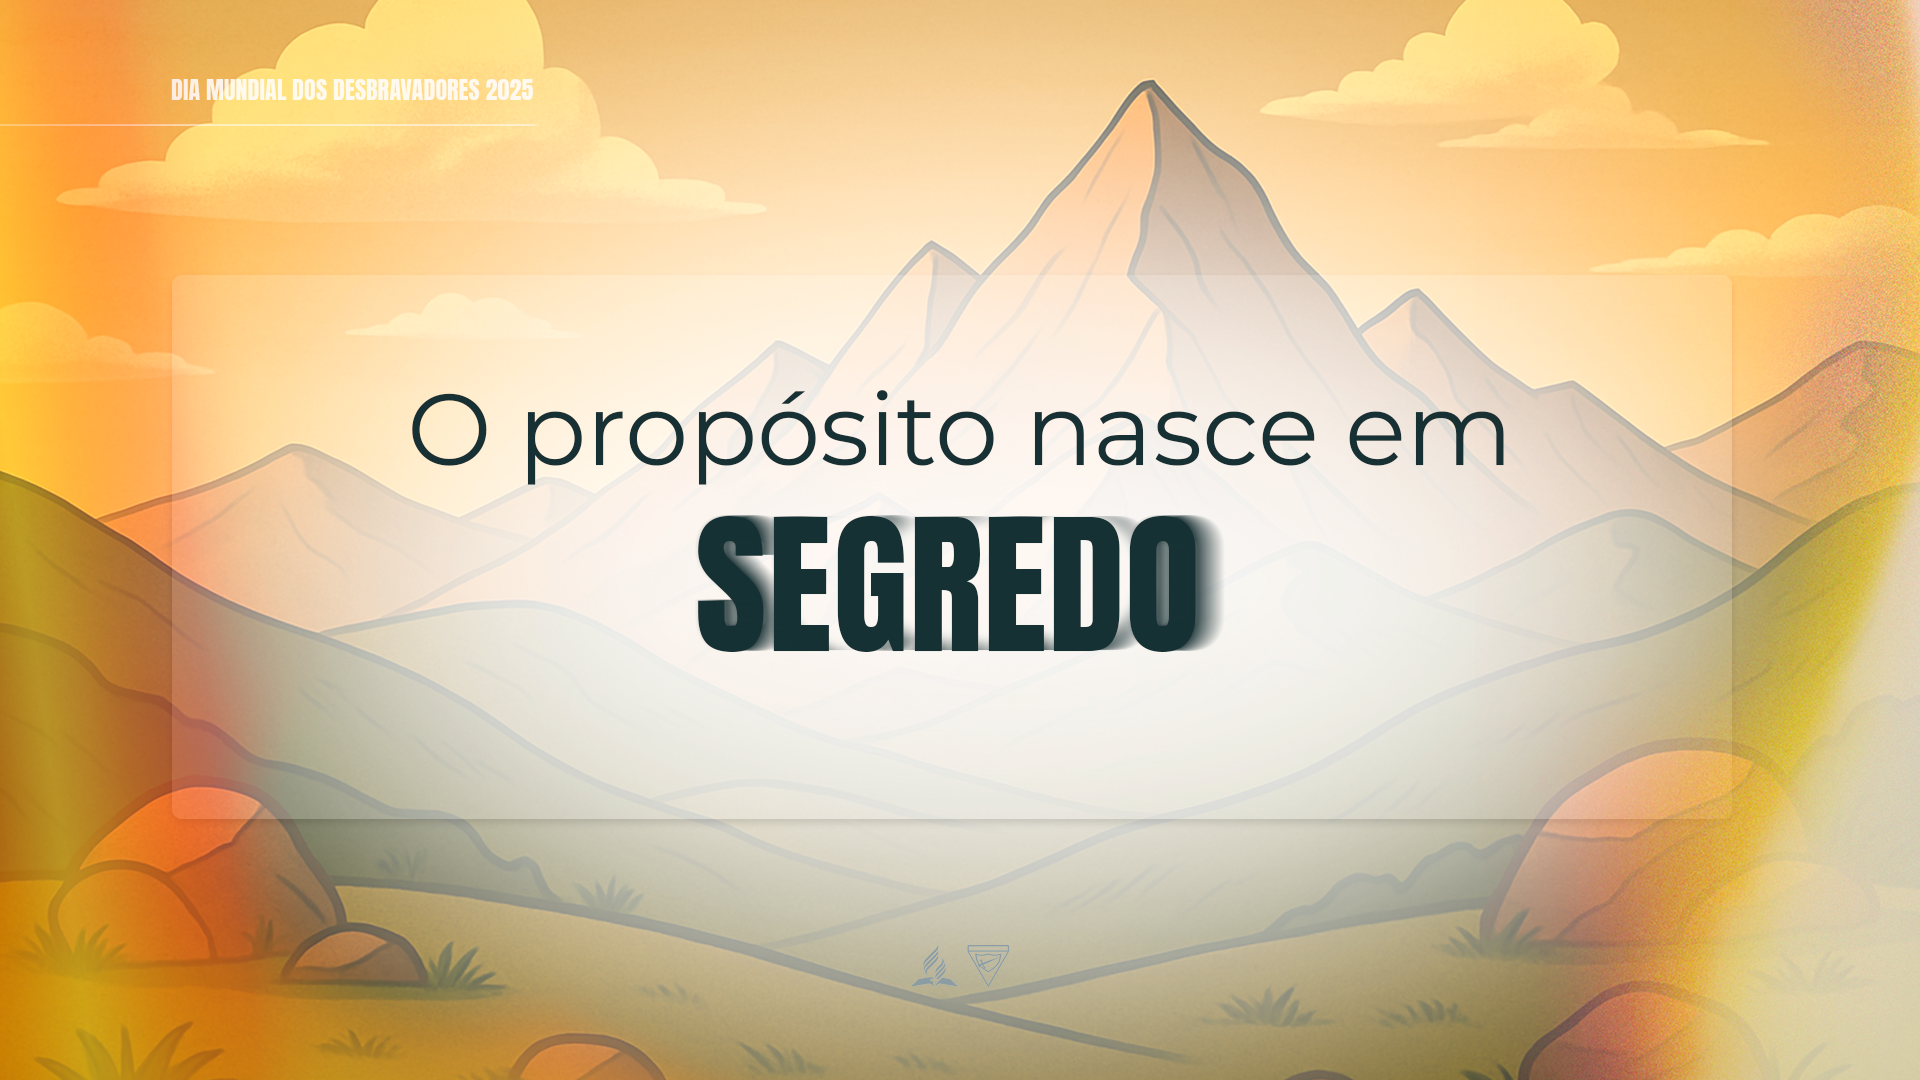 DIA MUNDIAL DOS DESBRAVADORES 2025
O propósito nasce em
SEGREDO